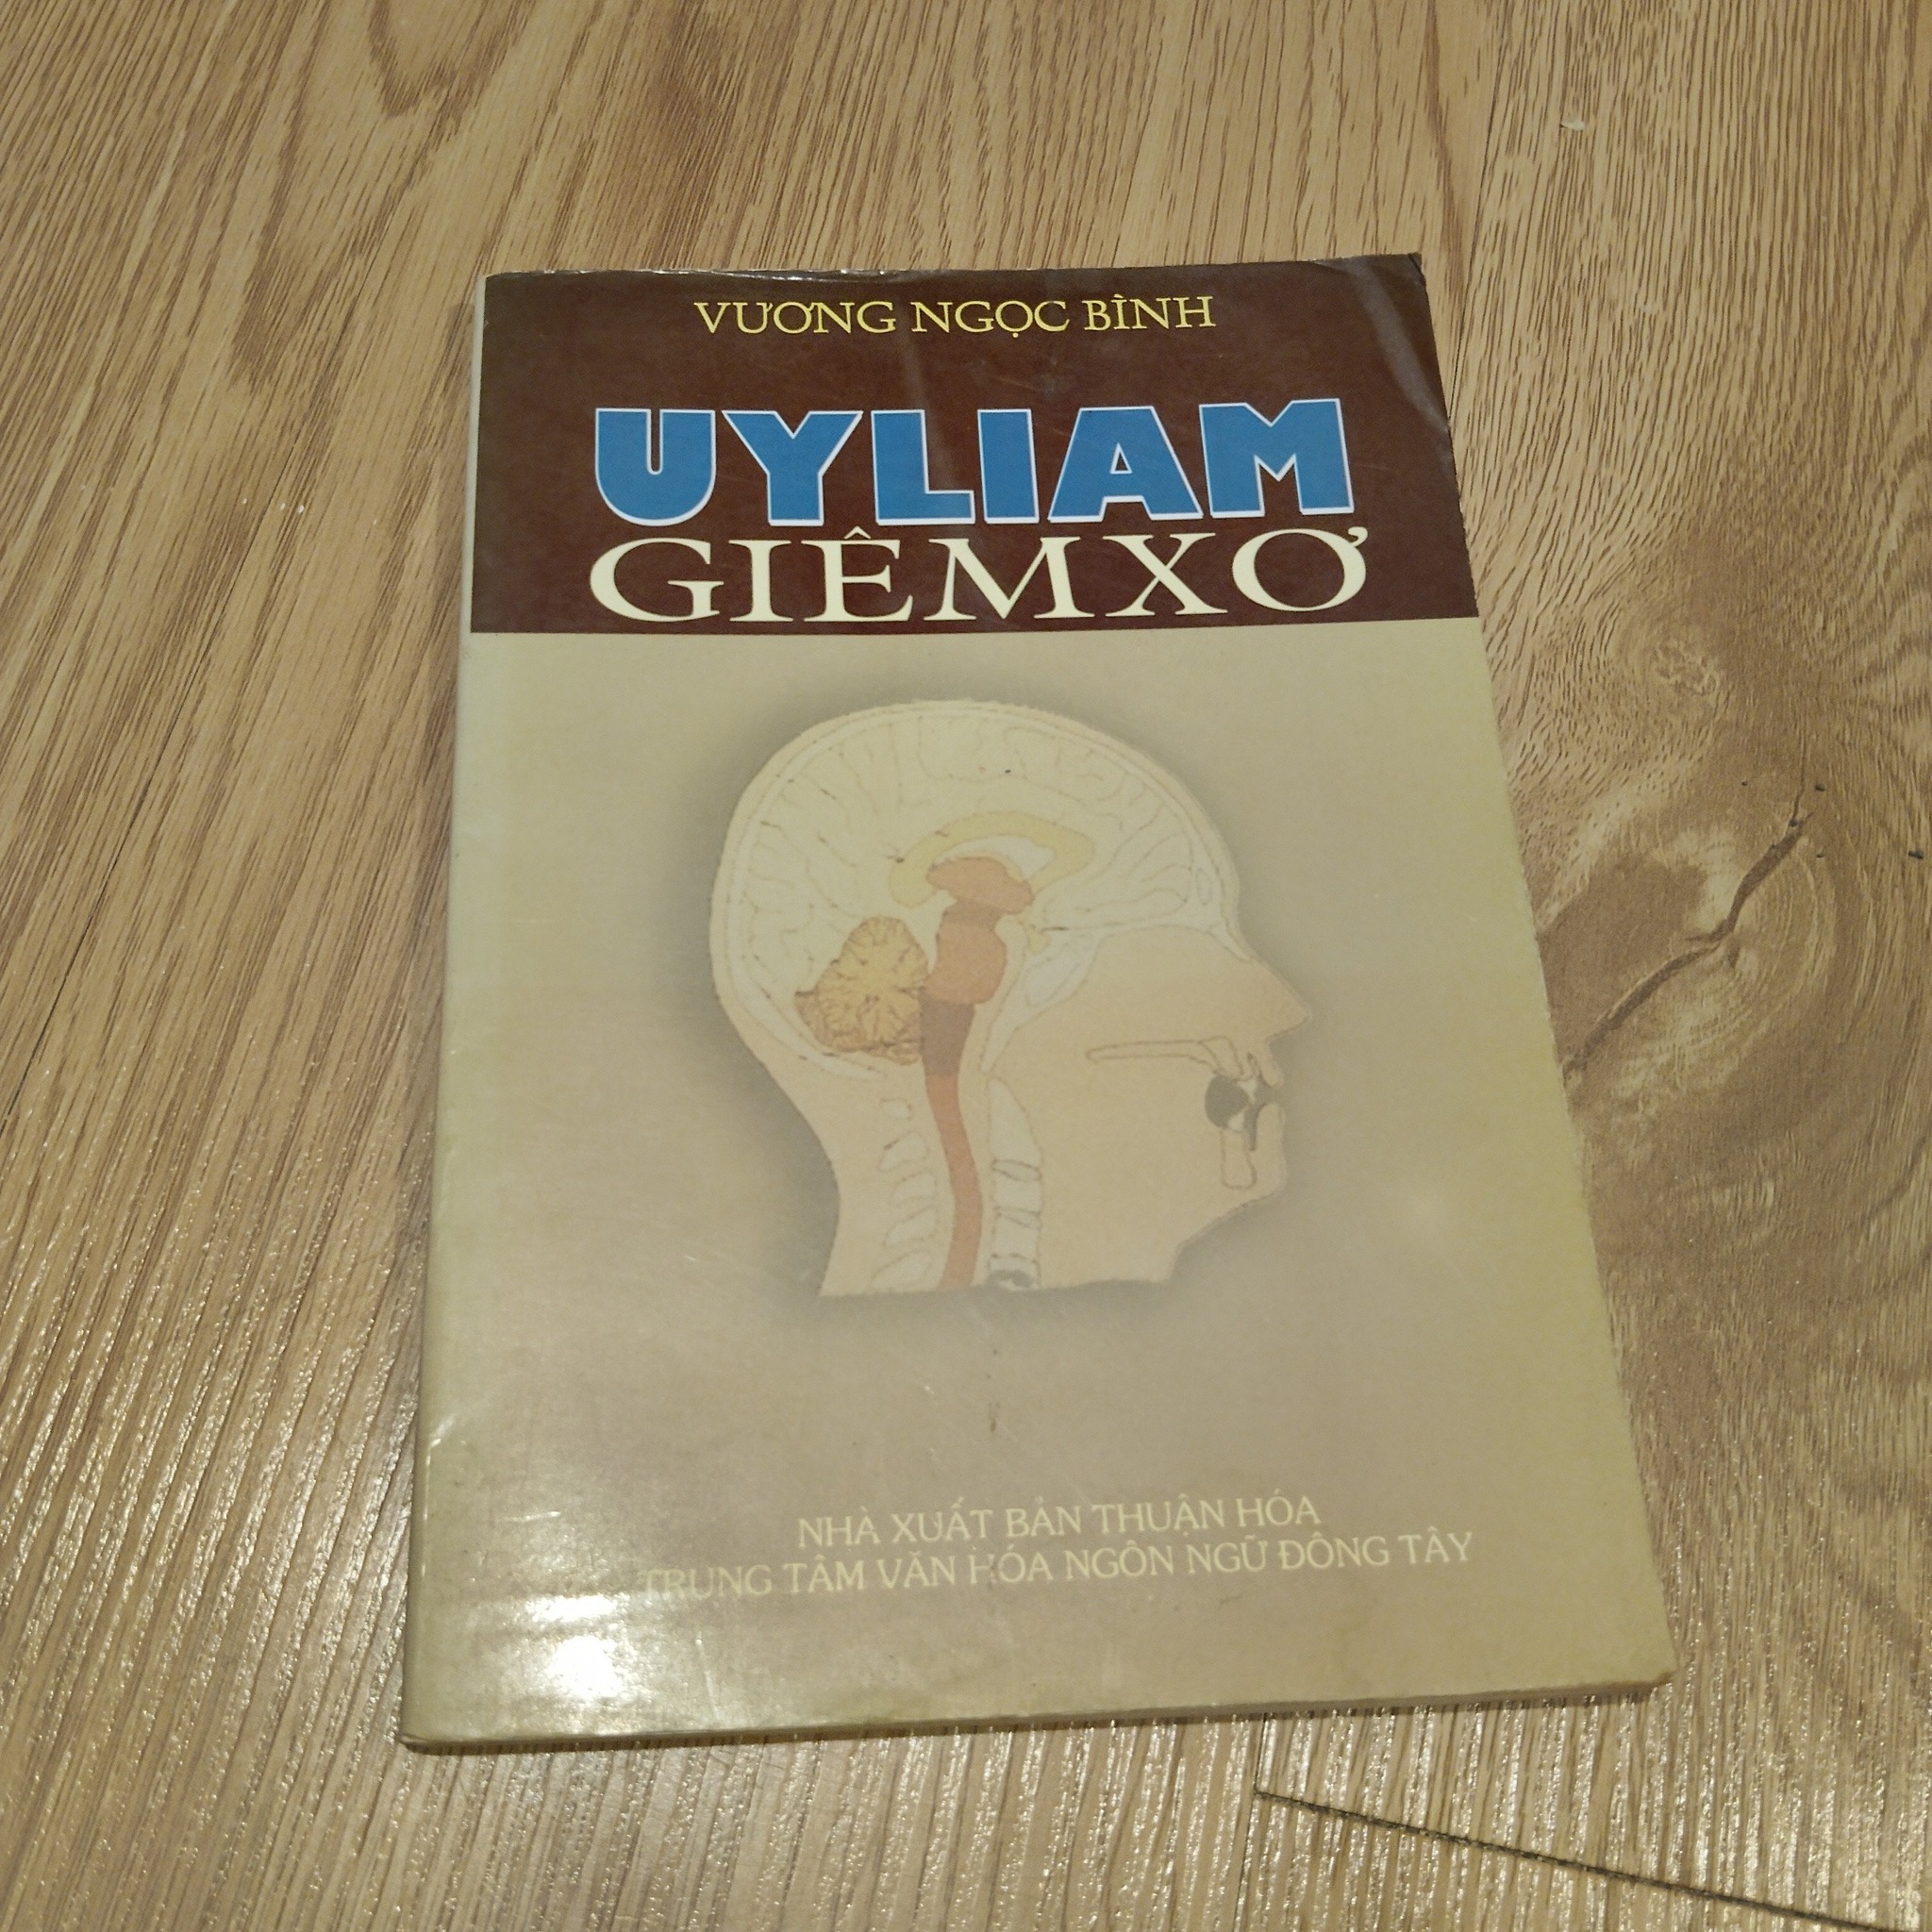 VƯƠNG NGỌC BÌNH
UYLIAM
GIÊMXƠ
NHÀ XUẤT BẢN THUẬN HÓA
TRUNG TÂM VĂN HÓA NGÔN NGỮ ĐÔNG TÂY